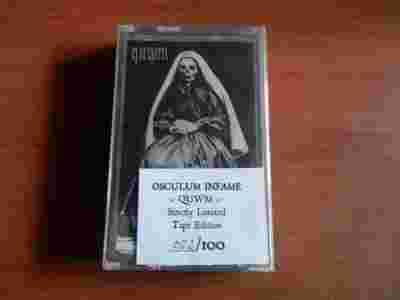 quwm
OSCULUM INFAME
~ QUWM ~
Strictly Limited
Tape Edition
/100